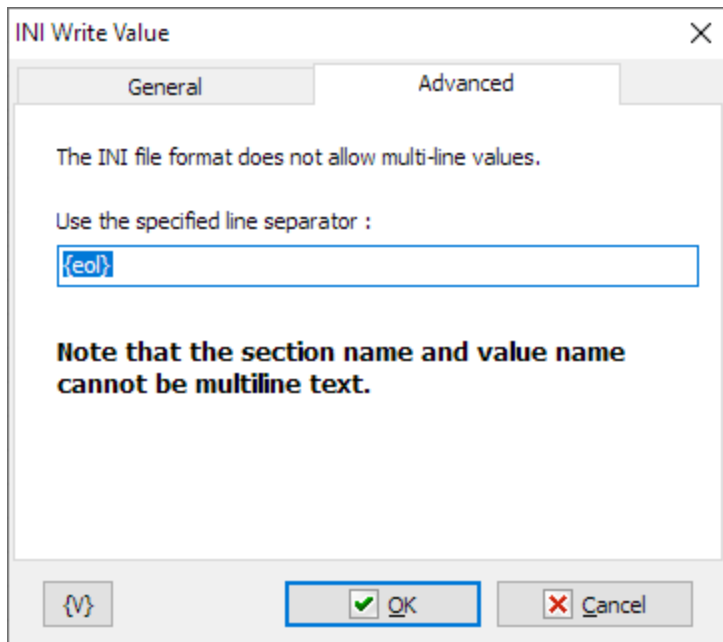 INI Write Value
General
Advanced
The INI file format does not allow multi-line values.
Use the specified line separator :
{eol}
Note that the section name and value name
cannot be multiline text.
{V}
OK
Cancel